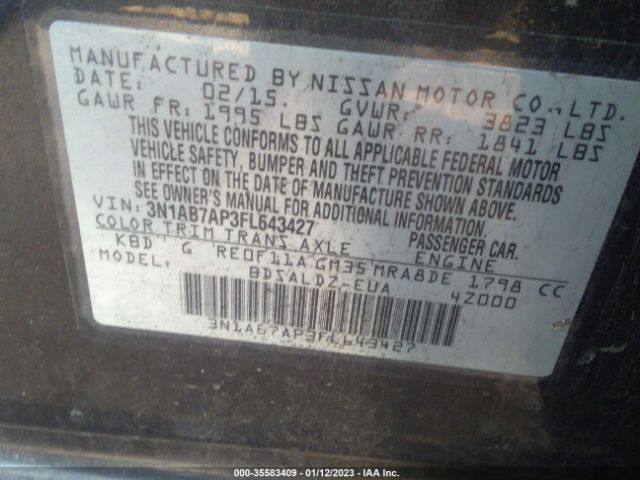 MANUFACTURED BY NISSAN MOTOR CO., LTD.
DATE: 02/15. GVWR: 3823 LBS
GAWR FR: 1995 LBS GAWR RR: 1841 LBS
THIS VEHICLE CONFORMS TO ALL APPLICABLE FEDERAL MOTOR
VEHICLE SAFETY, BUMPER AND THEFT PREVENTION STANDARDS
IN EFFECT ON THE DATE OF MANUFACTURE SHOWN ABOVE.
SEE OWNER'S MANUAL FOR ADDITIONAL INFORMATION.
VIN: 3N1AB7AP3FL643427 PASSENGER CAR.
COLOR TRIM TRANS AXLE ENGINE
KBD G RE0F11A GM35 MRA8DE 1798 CC
MODEL: BDSALDZ-EUA 4Z000
3N1AB7AP3FL643427
000-35583409 | 01/12/2023 | IAA Inc.